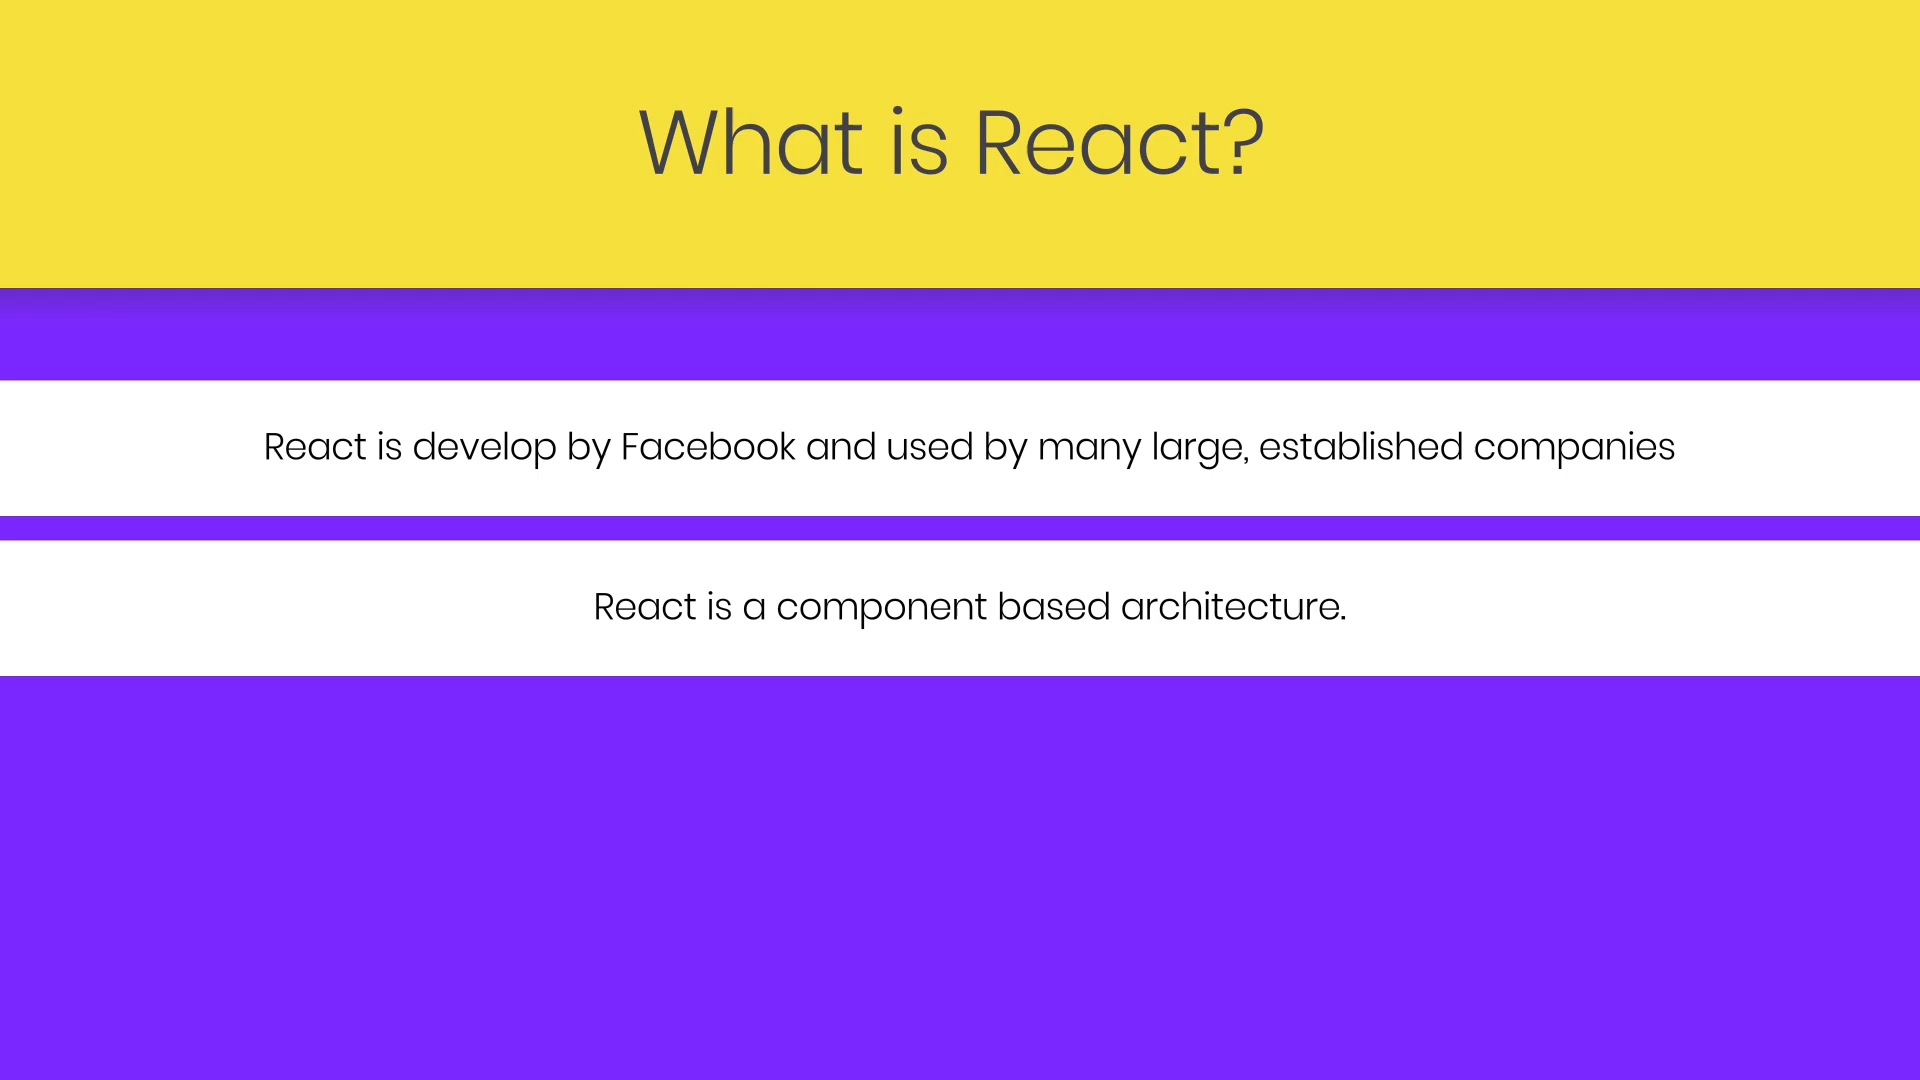 What is React?
React is develop by Facebook and used by many large, established companies
React is a component based architecture.